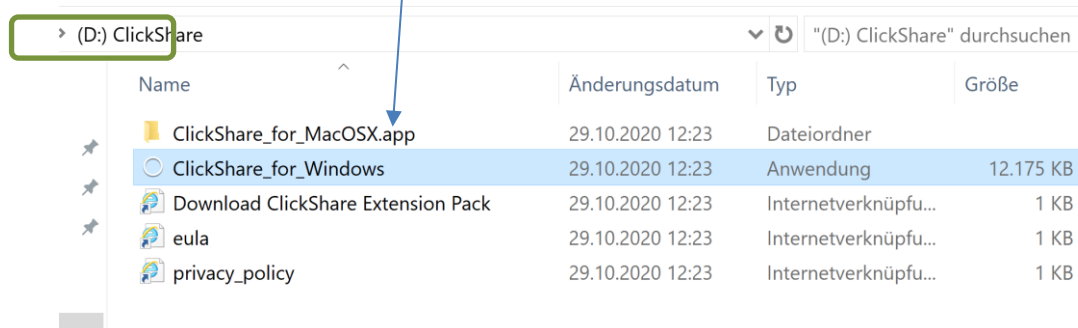 (D:) ClickShare "(D:) ClickShare" durchsuchen
Name Änderungsdatum Typ Größe
ClickShare_for_MacOSX.app 29.10.2020 12:23 Dateiordner
ClickShare_for_Windows 29.10.2020 12:23 Anwendung 12.175 KB
Download ClickShare Extension Pack 29.10.2020 12:23 Internetverknüpfu... 1 KB
eula 29.10.2020 12:23 Internetverknüpfu... 1 KB
privacy_policy 29.10.2020 12:23 Internetverknüpfu... 1 KB